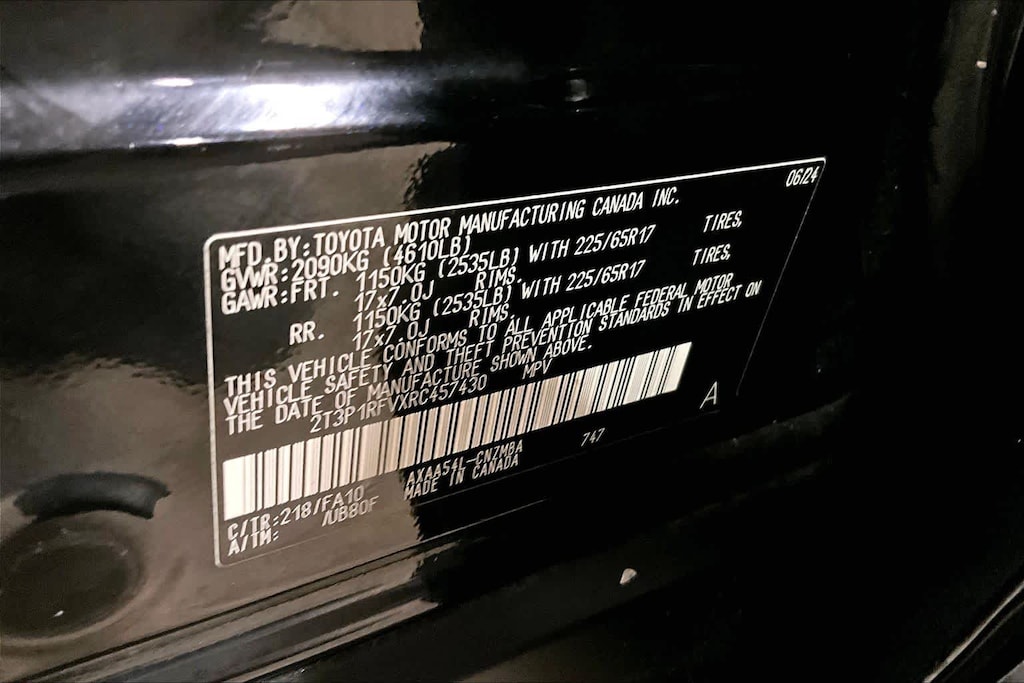 06/24
MFD.BY:TOYOTA MOTOR MANUFACTURING CANADA INC.
GVWR:2090KG (4610LB)
GAWR:FRT. 1150KG (2535LB) WITH 225/65R17 TIRES,
17x7.0J RIMS.
RR. 1150KG (2535LB) WITH 225/65R17 TIRES,
17x7.0J RIMS.
THIS VEHICLE CONFORMS TO ALL APPLICABLE FEDERAL MOTOR
VEHICLE SAFETY AND THEFT PREVENTION STANDARDS IN EFFECT ON
THE DATE OF MANUFACTURE SHOWN ABOVE.
2T3P1RFVXRC457430 MPV
A
C/TR:218/FA10 AXAA54L-CNZMBA 747
A/TM: /UB80F MADE IN CANADA